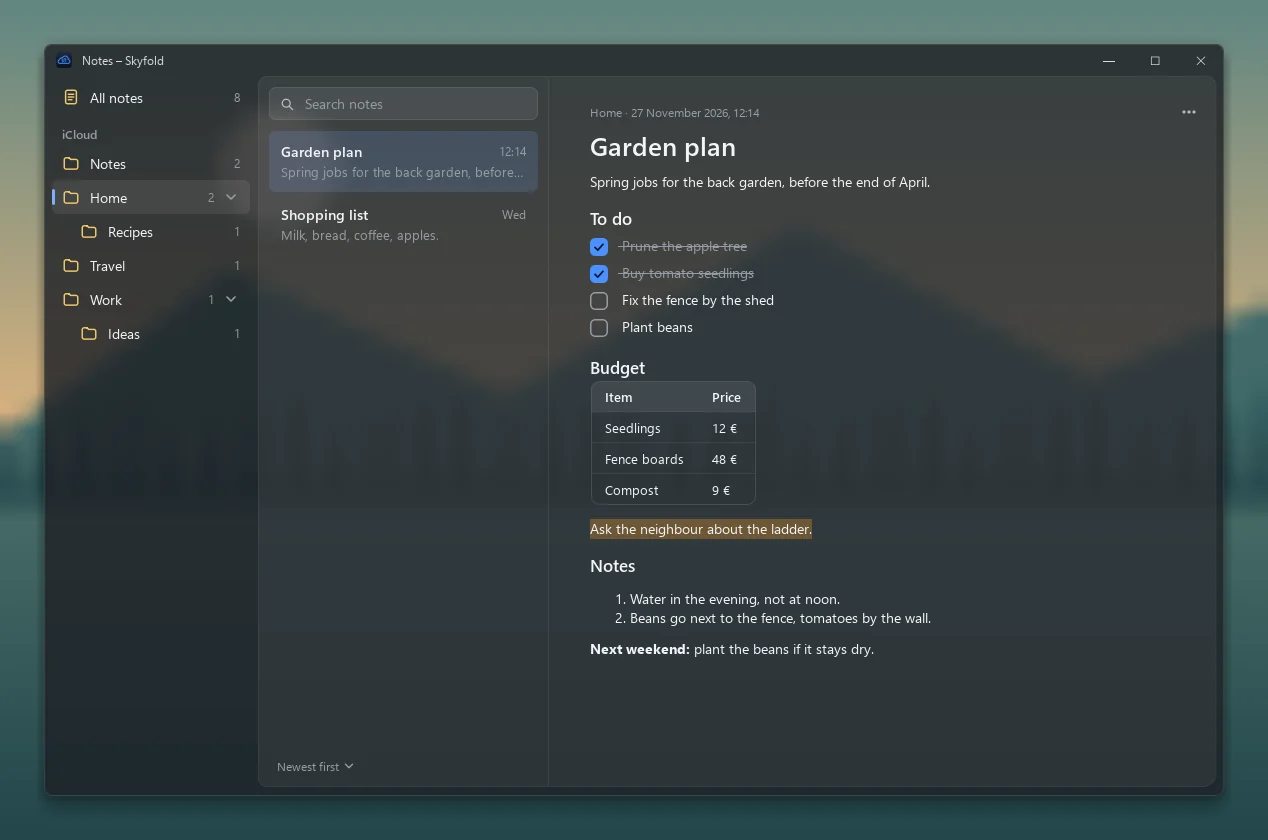 Notes – Skyfold
All notes 8
iCloud
Notes 2
Home 2
Recipes 1
Travel 1
Work 1
Ideas 1
Search notes
Garden plan 12:14
Spring jobs for the back garden, before...
Shopping list Wed
Milk, bread, coffee, apples.
Newest first
Home · 27 November 2026, 12:14
Garden plan
Spring jobs for the back garden, before the end of April.
To do
Prune the apple tree
Buy tomato seedlings
Fix the fence by the shed
Plant beans
Budget
Item Price
Seedlings 12 €
Fence boards 48 €
Compost 9 €
Ask the neighbour about the ladder.
Notes
1. Water in the evening, not at noon.
2. Beans go next to the fence, tomatoes by the wall.
Next weekend: plant the beans if it stays dry.